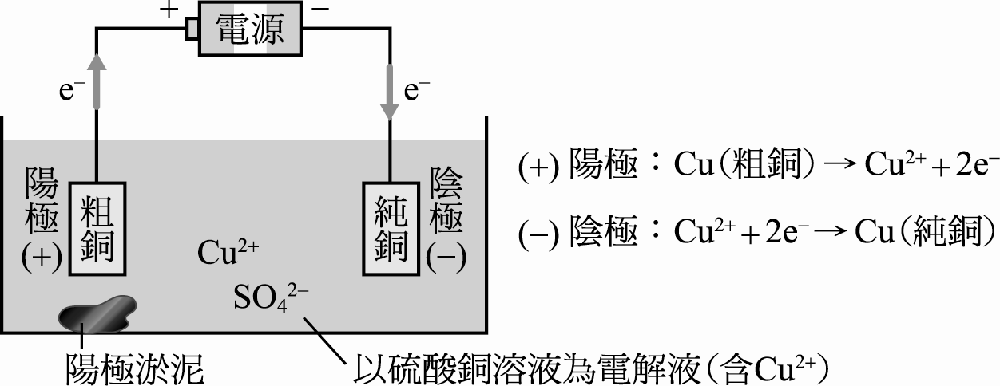 + 電源 −
e⁻
e⁻
陽極(+)
粗銅
純銅
陰極(−)
Cu²⁺
SO₄²⁻
陽極淤泥
以硫酸銅溶液為電解液(含Cu²⁺)
(+) 陽極：Cu(粗銅) → Cu²⁺ + 2e⁻
(−) 陰極：Cu²⁺ + 2e⁻ → Cu(純銅)